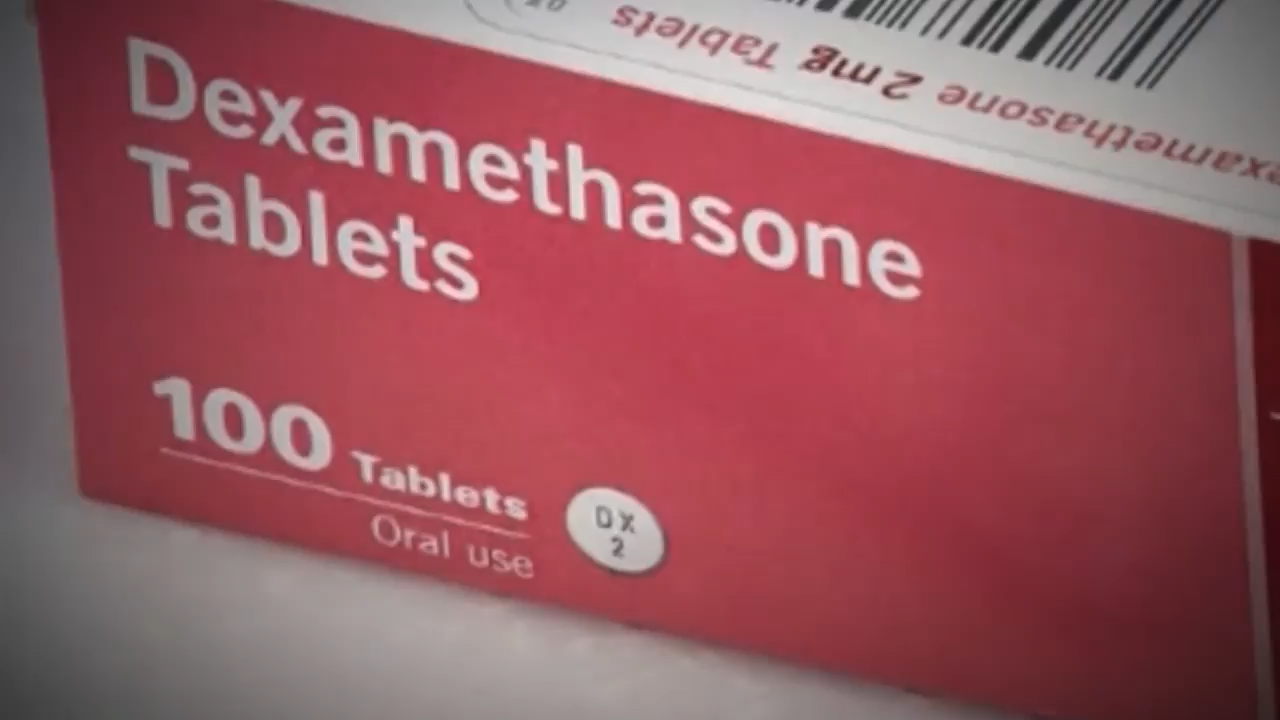 Dexamethasone
Tablets
100 Tablets
Oral use
DX
2
Dexamethasone 2mg Tablets